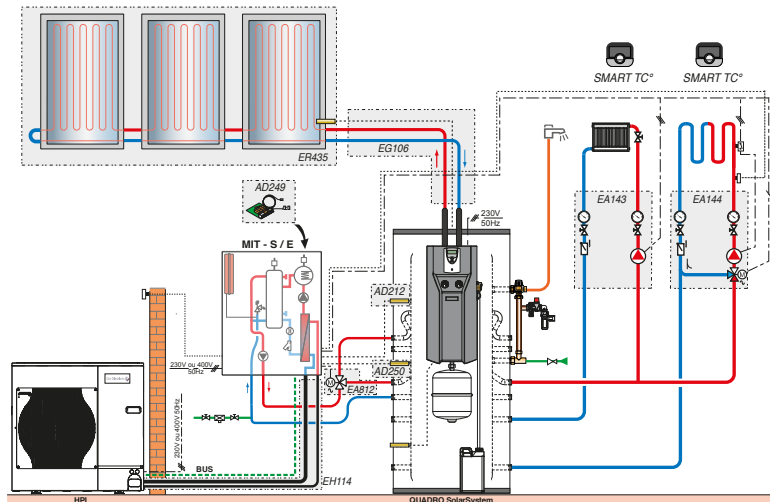 SMART TC°
SMART TC°
ER435
EG106
AD249
MIT - S / E
230V
50Hz
EA143
EA144
M
AD212
230V ou 400V
50Hz
AD250
M
EA812
230V ou 400V 50Hz
BUS
EH114
HPI
QUADRO SolarSystem